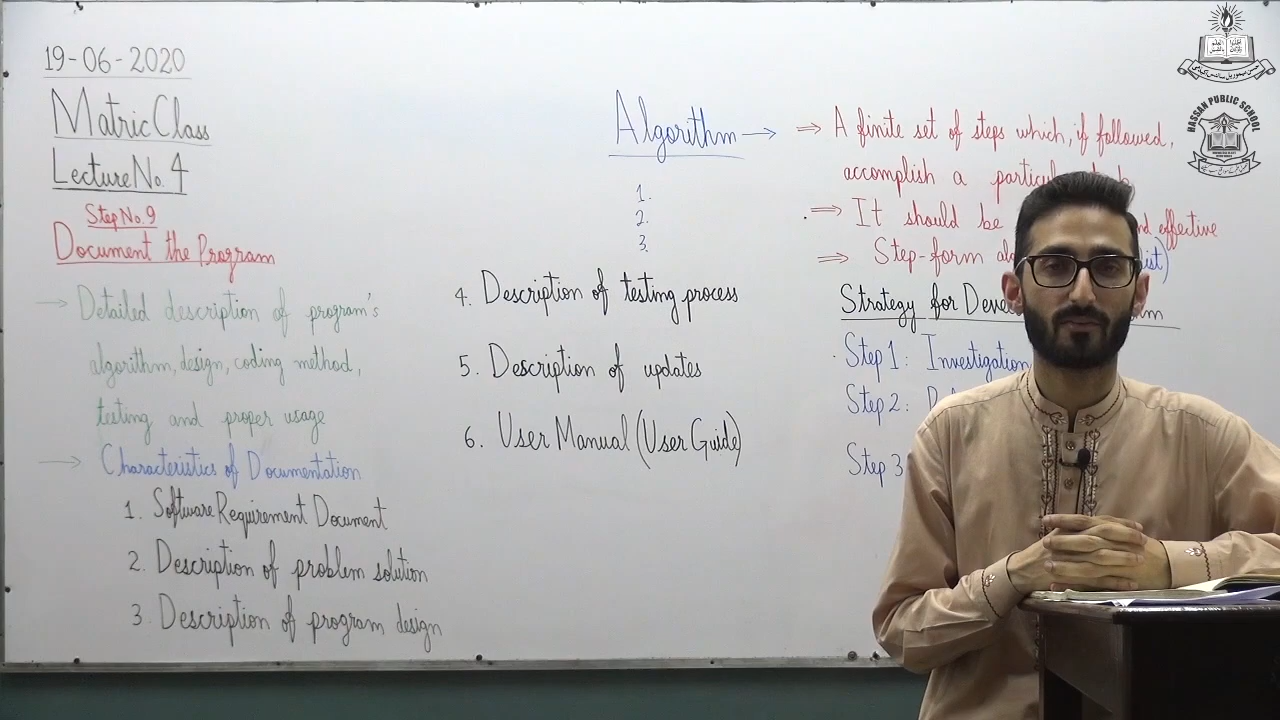 19-06-2020
Matric Class
Lecture No. 4
Step No. 9
Document the Program
→ Detailed description of program's
algorithm, design, coding method,
testing and proper usage
→ Characteristics of Documentation
1. Software Requirement Document
2. Description of problem solution
3. Description of program design
4. Description of testing process
5. Description of updates
6. User Manual (User Guide)
Algorithm →
1.
2.
3.
⇒ A finite set of steps which, if followed,
accomplish a
⇒ It should be effective
⇒ Step-form
Strategy for
Step 1: Investigation
Step 2:
Step 3
HASSAN PUBLIC SCHOOL